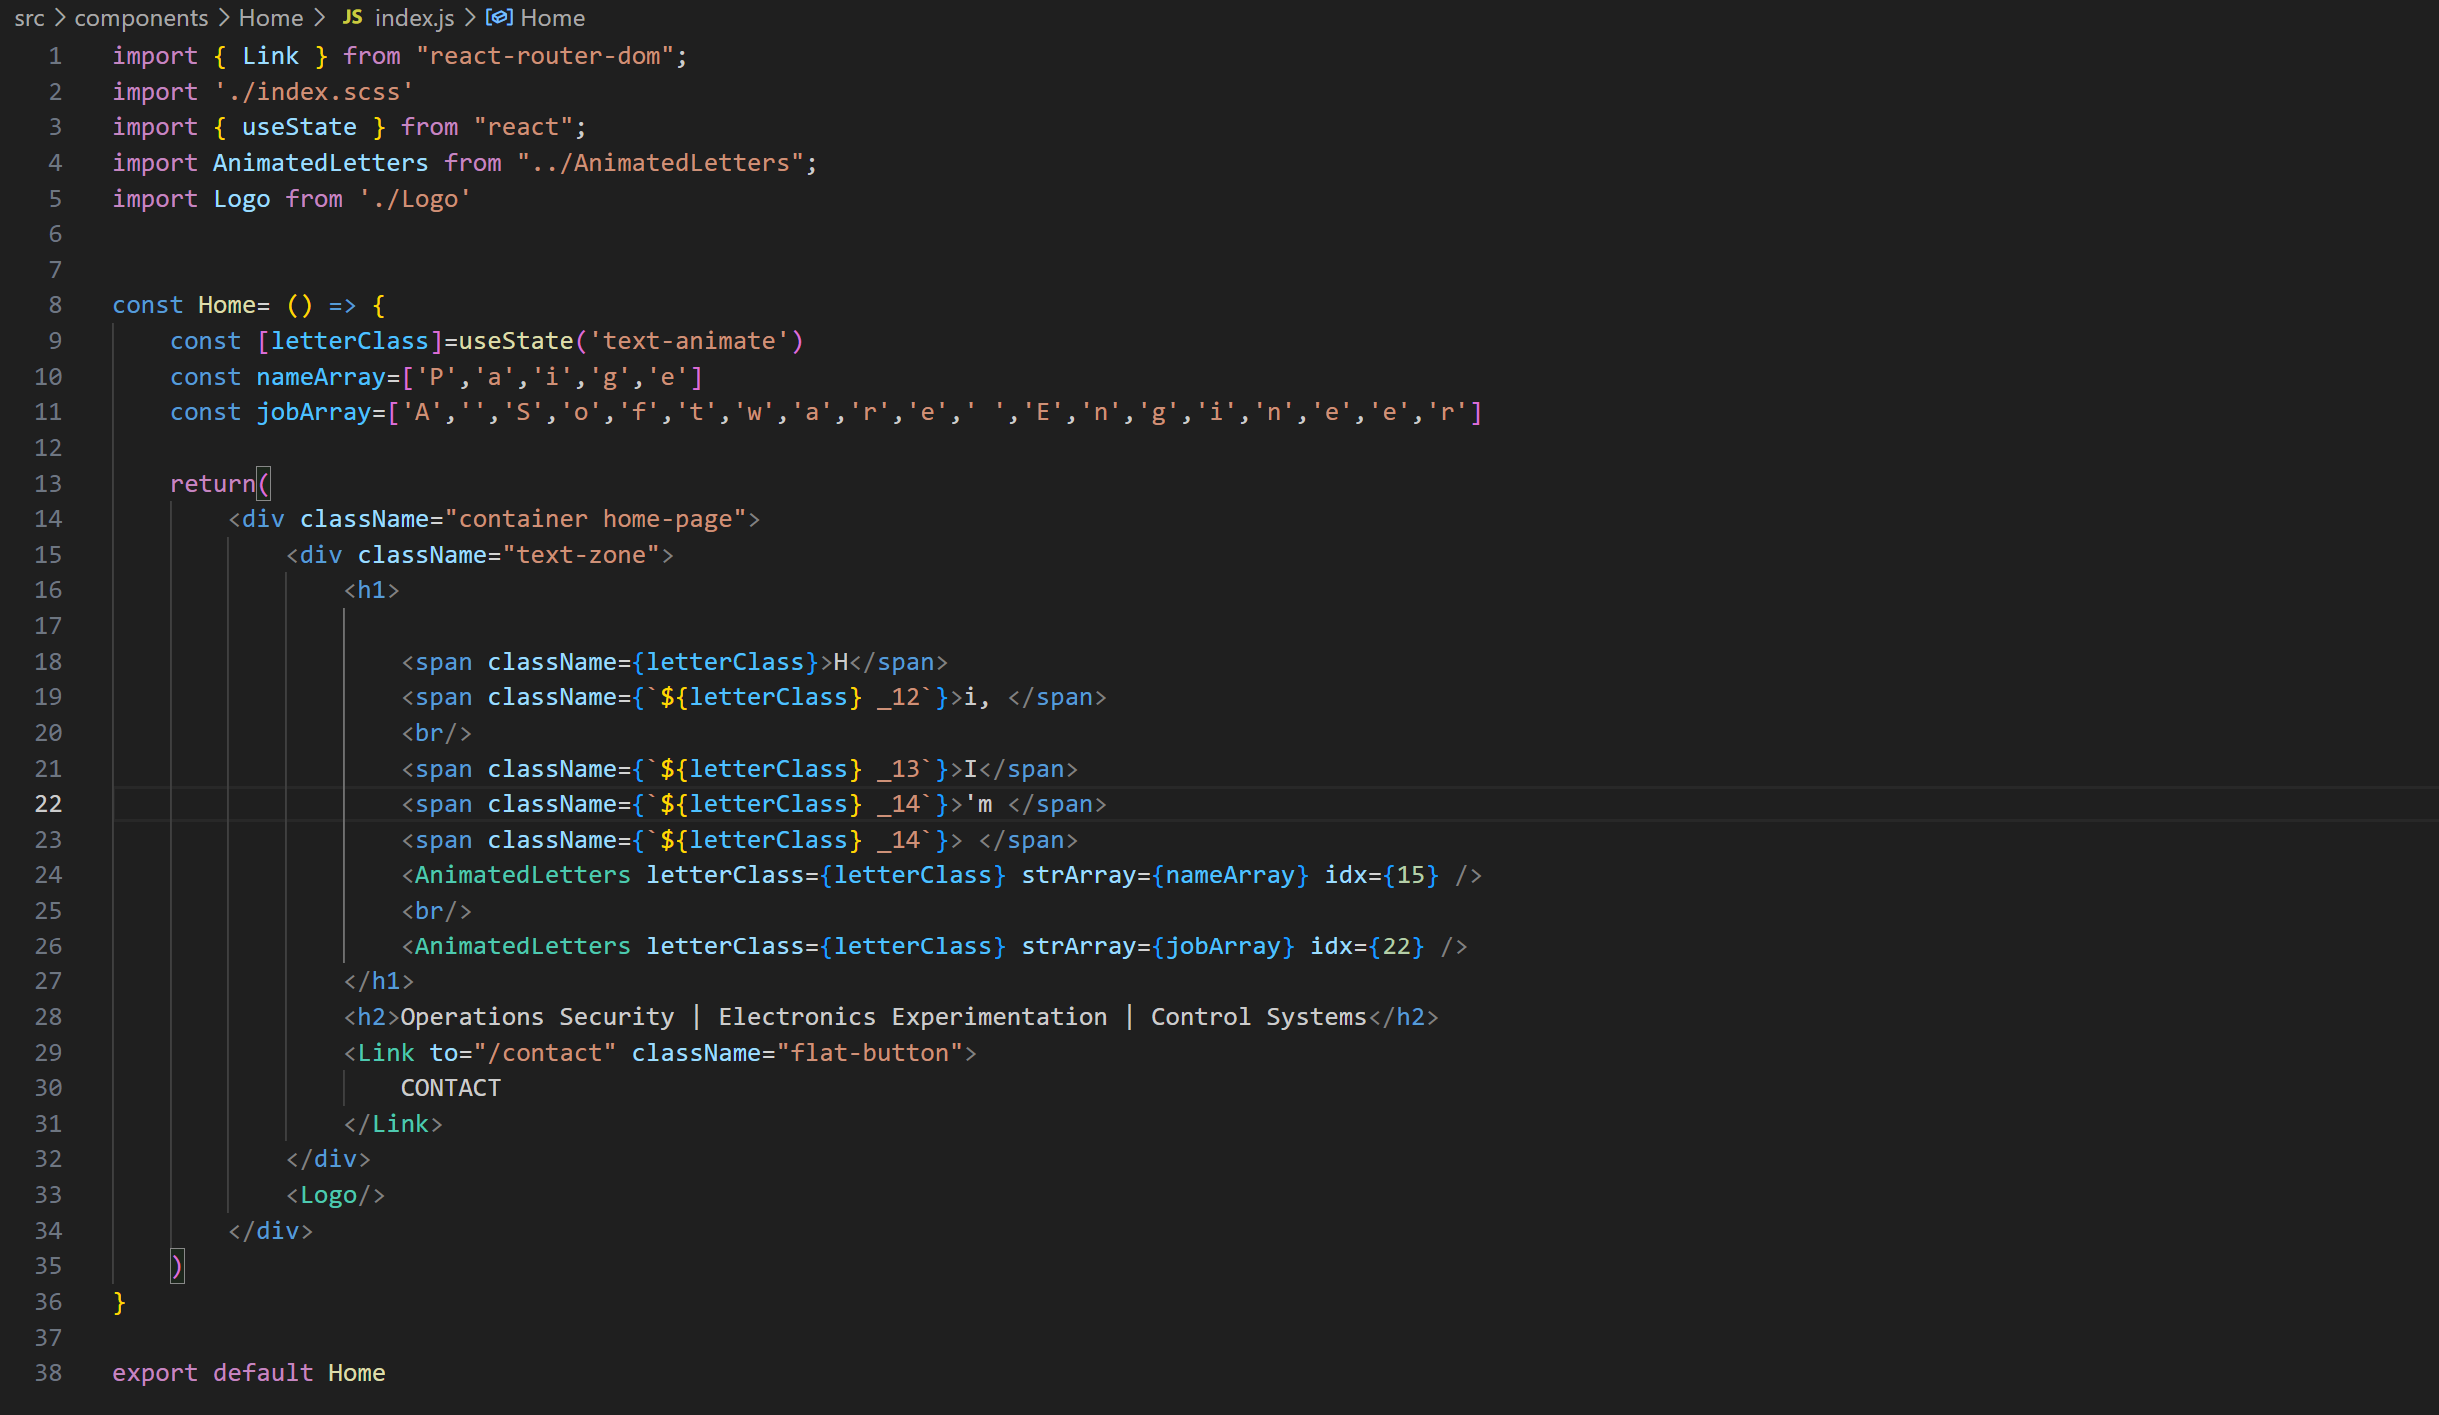 src > components > Home > JS index.js > Home
1 import { Link } from "react-router-dom";
2 import './index.scss'
3 import { useState } from "react";
4 import AnimatedLetters from "../AnimatedLetters";
5 import Logo from './Logo'
6
7
8 const Home= () => {
9 const [letterClass]=useState('text-animate')
10 const nameArray=['P','a','i','g','e']
11 const jobArray=['A','','S','o','f','t','w','a','r','e',' ','E','n','g','i','n','e','e','r']
12
13 return(
14 <div className="container home-page">
15 <div className="text-zone">
16 <h1>
17
18 <span className={letterClass}>H</span>
19 <span className={`${letterClass} _12`}>i, </span>
20 <br/>
21 <span className={`${letterClass} _13`}>I</span>
22 <span className={`${letterClass} _14`}>'m </span>
23 <span className={`${letterClass} _14`}> </span>
24 <AnimatedLetters letterClass={letterClass} strArray={nameArray} idx={15} />
25 <br/>
26 <AnimatedLetters letterClass={letterClass} strArray={jobArray} idx={22} />
27 </h1>
28 <h2>Operations Security | Electronics Experimentation | Control Systems</h2>
29 <Link to="/contact" className="flat-button">
30 CONTACT
31 </Link>
32 </div>
33 <Logo/>
34 </div>
35 )
36 }
37
38 export default Home